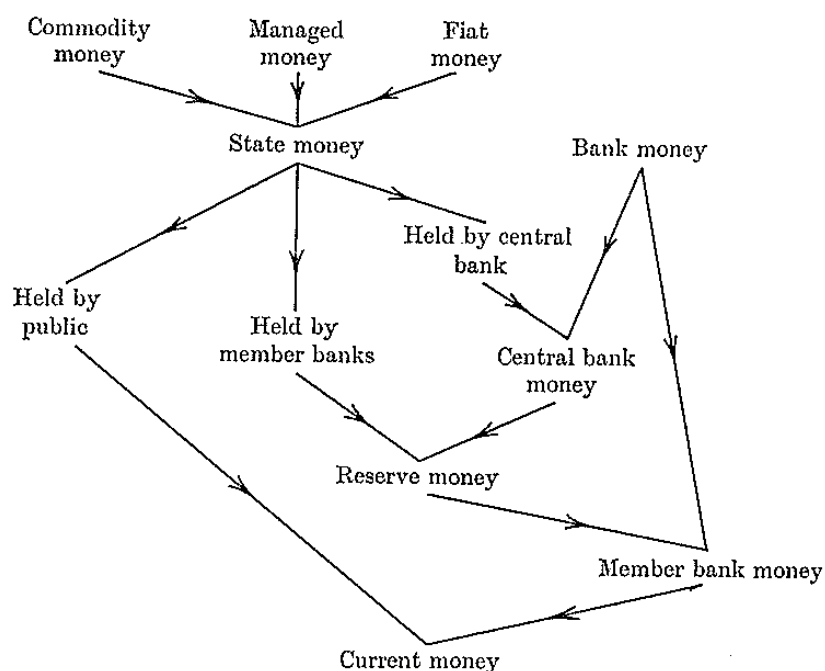 Commodity
money
Managed
money
Fiat
money
State money
Bank money
Held by central
bank
Held by
public
Held by
member banks
Central bank
money
Reserve money
Member bank money
Current money